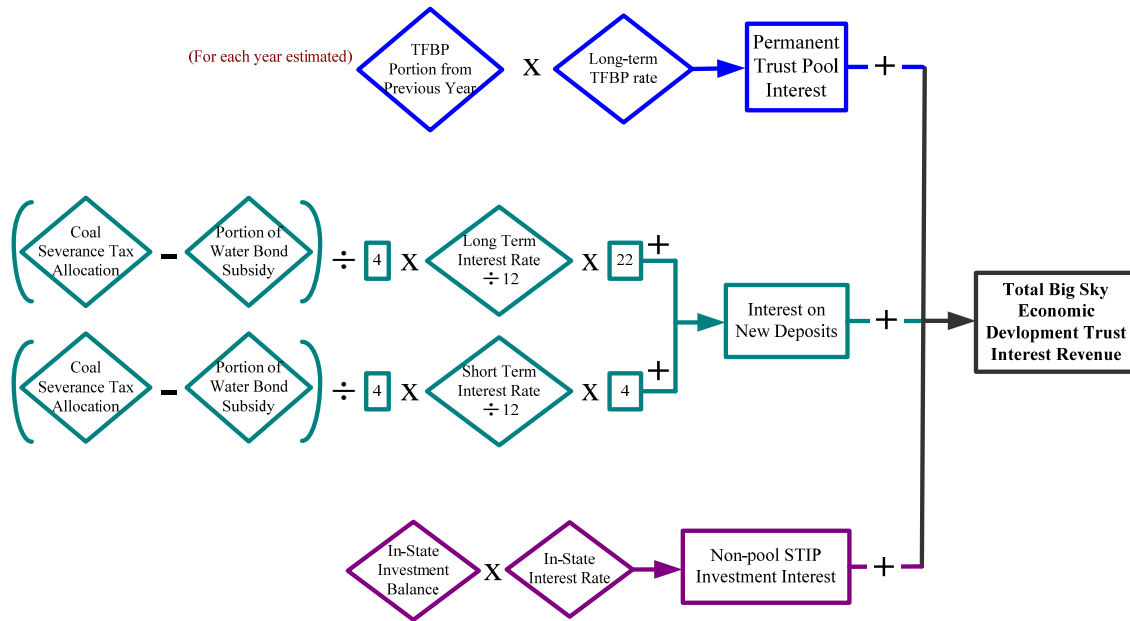 (For each year estimated)
TFBP
Portion from
Previous Year
X
Long-term
TFBP rate
Permanent
Trust Pool
Interest
+
(
Coal
Severance Tax
Allocation
-
Portion of
Water Bond
Subsidy
)
÷
4
X
Long Term
Interest Rate
÷12
X
22
+
(
Coal
Severance Tax
Allocation
-
Portion of
Water Bond
Subsidy
)
÷
4
X
Short Term
Interest Rate
÷12
X
4
+
Interest on
New Deposits
+
Total Big Sky
Economic
Devlopment Trust
Interest Revenue
In-State
Investment
Balance
X
In-State
Interest Rate
Non-pool STIP
Investment Interest
+